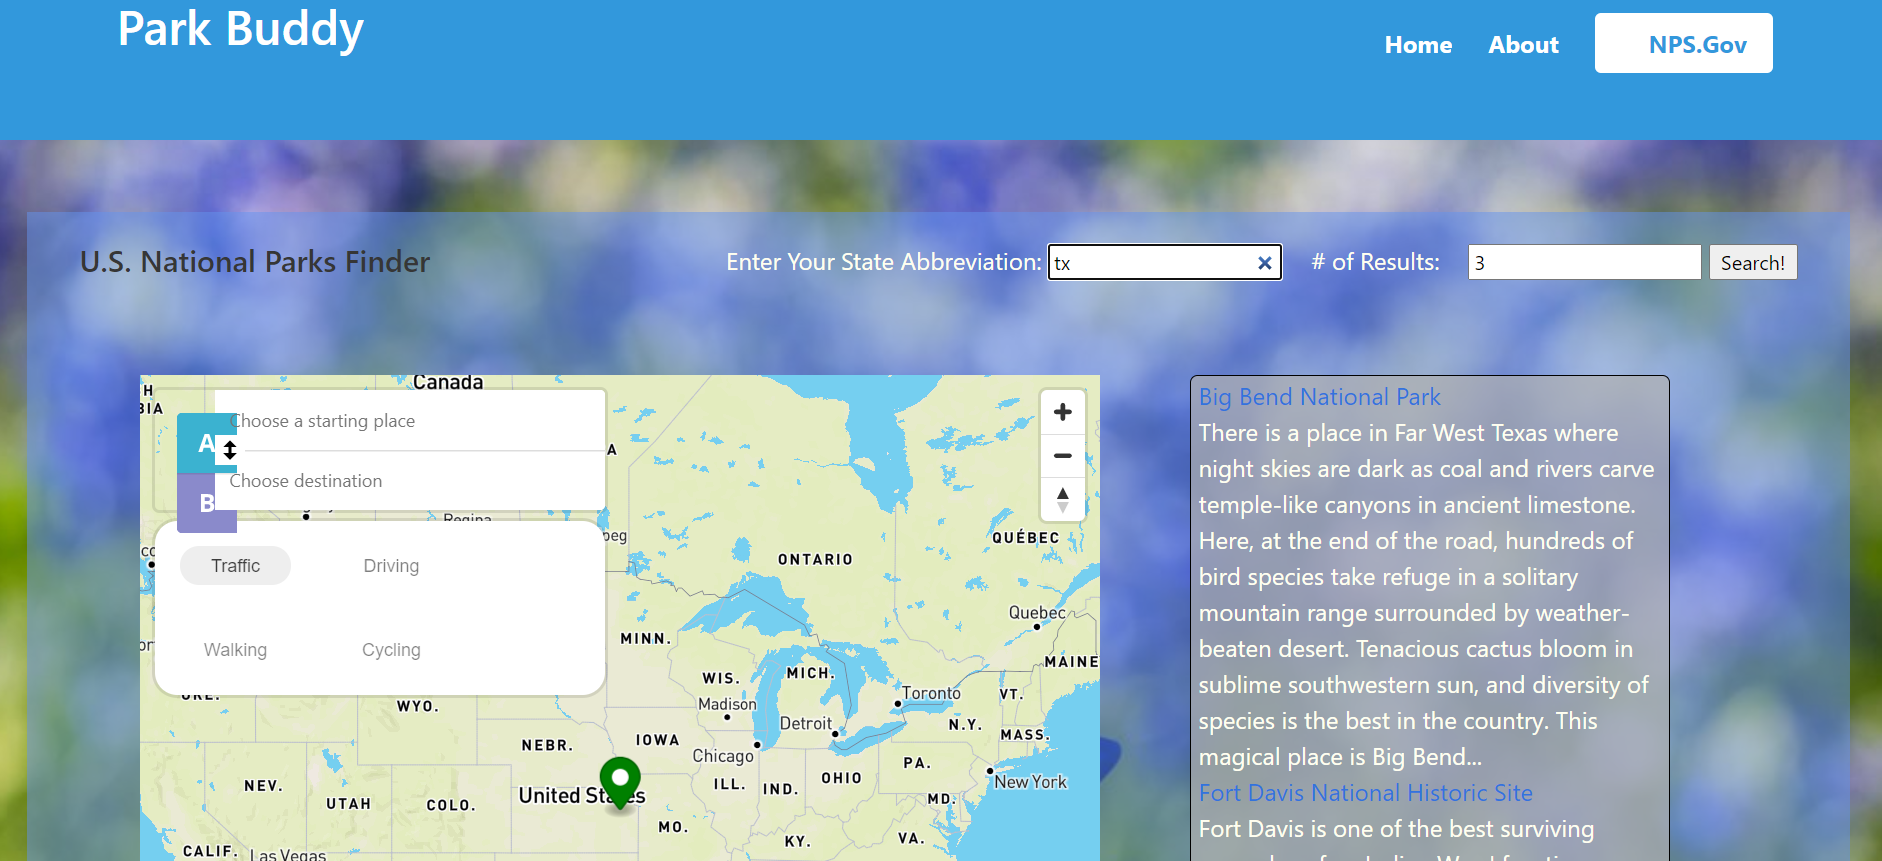 Park Buddy
Home
About
NPS.Gov
U.S. National Parks Finder
Enter Your State Abbreviation:
tx
# of Results:
3
Search!
Canada
A
Choose a starting place
B
Choose destination
Regina
Traffic
Driving
Walking
Cycling
ONTARIO
QUÉBEC
Quebec
MINN.
MAINE
WIS.
MICH.
Toronto
VT.
WYO.
Madison
Detroit
N.Y.
MASS.
NEBR.
IOWA
Chicago
PA.
NEV.
UTAH
COLO.
United States
ILL.
IND.
OHIO
New York
MD.
MO.
KY.
VA.
CALIF.
Las Vegas
Big Bend National Park
There is a place in Far West Texas where
night skies are dark as coal and rivers carve
temple-like canyons in ancient limestone.
Here, at the end of the road, hundreds of
bird species take refuge in a solitary
mountain range surrounded by weather-
beaten desert. Tenacious cactus bloom in
sublime southwestern sun, and diversity of
species is the best in the country. This
magical place is Big Bend...
Fort Davis National Historic Site
Fort Davis is one of the best surviving